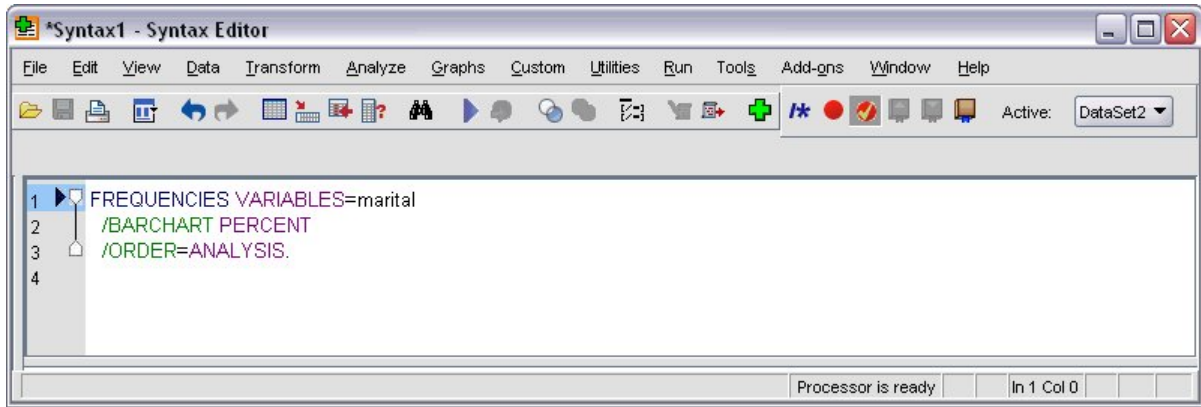 *Syntax1 - Syntax Editor
File Edit View Data Transform Analyze Graphs Custom Utilities Run Tools Add-ons Window Help
Active: DataSet2
1 FREQUENCIES VARIABLES=marital
2 /BARCHART PERCENT
3 /ORDER=ANALYSIS.
4
Processor is ready In 1 Col 0